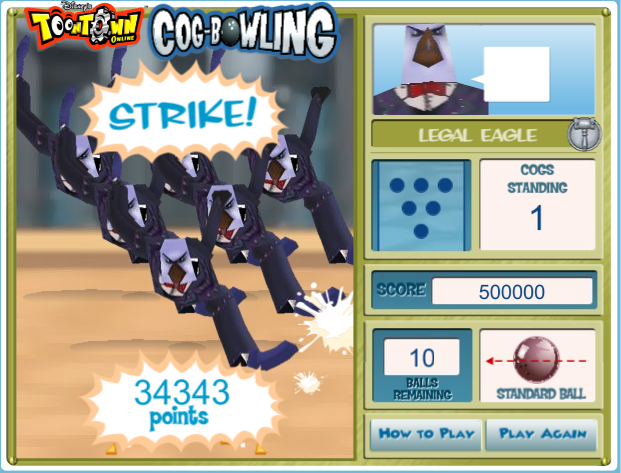 Disney's
TOONTOWN
ONLINE
COG-BOWLING
STRIKE!
34343
points
LEGAL EAGLE
COGS
STANDING
1
SCORE
500000
10
BALLS
REMAINING
STANDARD BALL
HOW TO PLAY
PLAY AGAIN